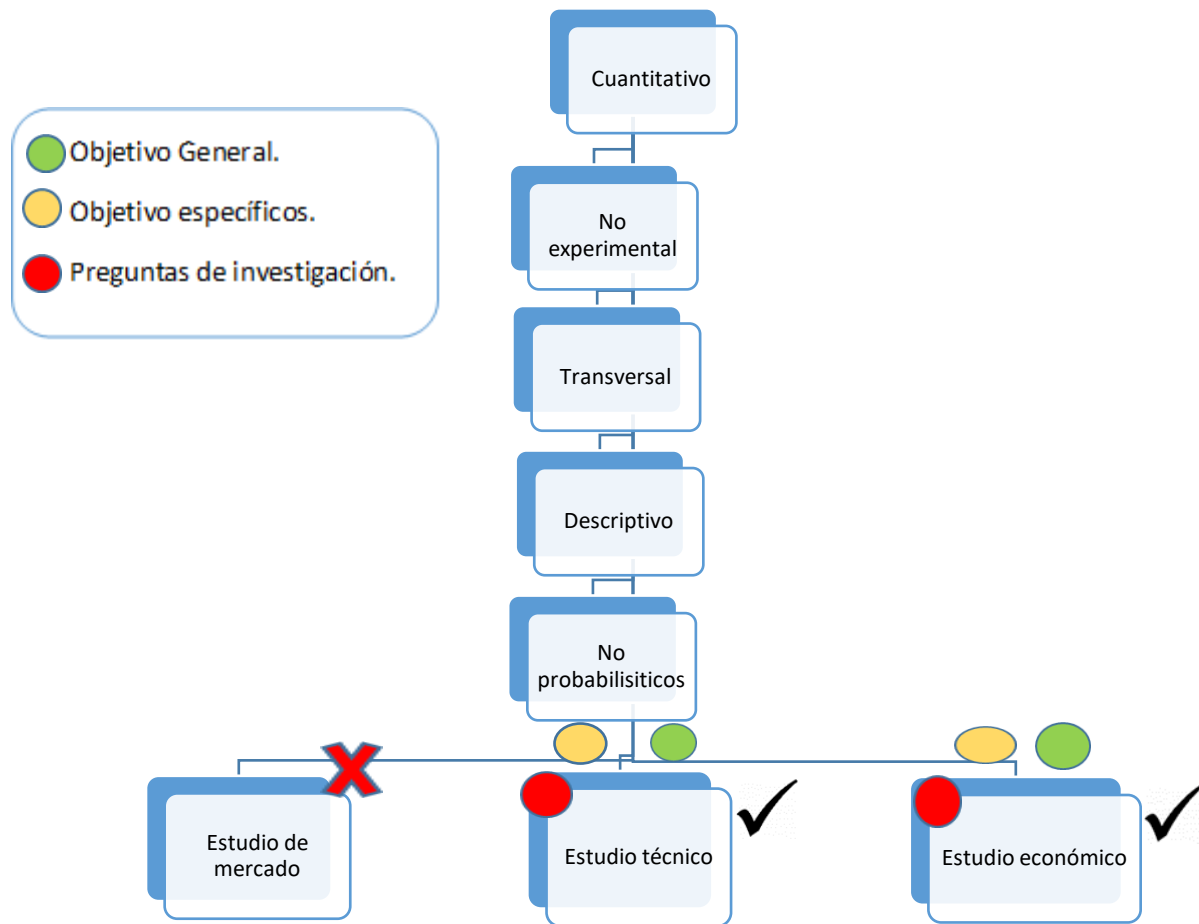 Cuantitativo
Objetivo General.
Objetivo específicos.
Preguntas de investigación.
No
experimental
Transversal
Descriptivo
No
probabilisiticos
Estudio de
mercado
Estudio técnico
Estudio económico